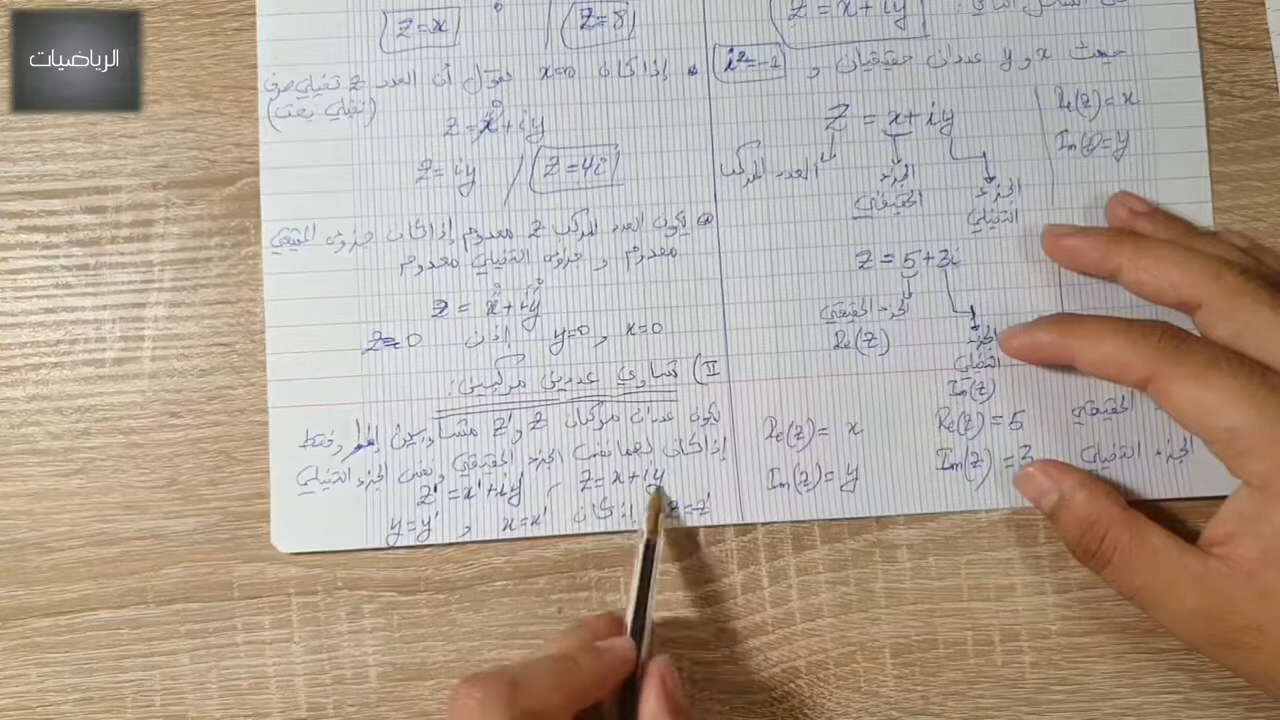 الرياضيات
Z = x + iy
حيث x و y عددان حقيقيان و i²=-1
Z = x + iy
العدد المركب
الجزء الحقيقي
الجزء التخيلي
Re(z) = x
Im(z) = y
Z = 5 + 3i
الجزء الحقيقي
Re(z)
الجزء التخيلي
Im(z)
Re(z) = x
Im(z) = y
Re(z) = 5
Im(z) = 3
الحقيقي
الجزء التخيلي
Z = x / Z = 8
إذا كان x=0 نقول أن العدد z تخيلي صرف
(تخيلي بحت)
z = x + iy
z = iy / Z = 4i
يكون العدد المركب z معدوم إذا كان جزؤه الحقيقي
معدوم و جزؤه التخيلي معدوم
z = x + iy
x=0 , y=0 إذن z=0
II) تساوي عددين مركبين:
يكون عددان مركبان z و z' متساويين إذا وفقط
إذا كان لهما نفس الجزء الحقيقي و نفس الجزء التخيلي
z = x + iy , z' = x' + iy'
z = z' إذا كان x = x' , y = y'